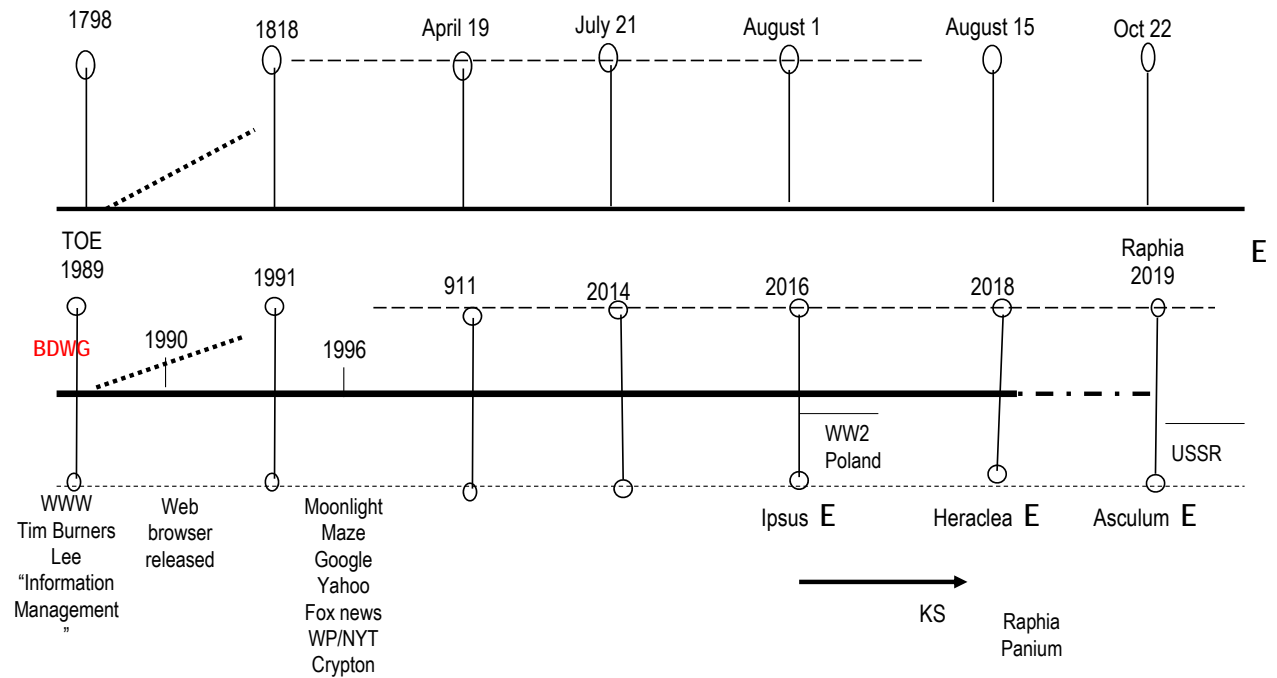 1798
1818
April 19
July 21
August 1
August 15
Oct 22
TOE
1989
1991
911
2014
2016
2018
Raphia
2019
E
BDWG
1990
1996
WW2
Poland
USSR
WWW
Tim Burners
Lee
“Information
Management
”
Web
browser
released
Moonlight
Maze
Google
Yahoo
Fox news
WP/NYT
Crypton
Ipsus E
Heraclea E
Asculum E
KS
Raphia
Panium